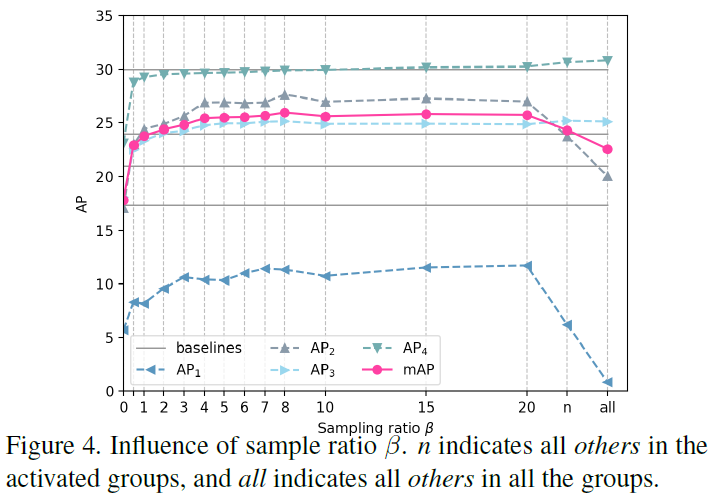 35
30
25
20
15
10
5
0
AP
baselines AP₂ AP₄
AP₁ AP₃ mAP
0 1 2 3 4 5 6 7 8 10 15 20 n all
Sampling ratio β
Figure 4. Influence of sample ratio β. n indicates all others in the
activated groups, and all indicates all others in all the groups.